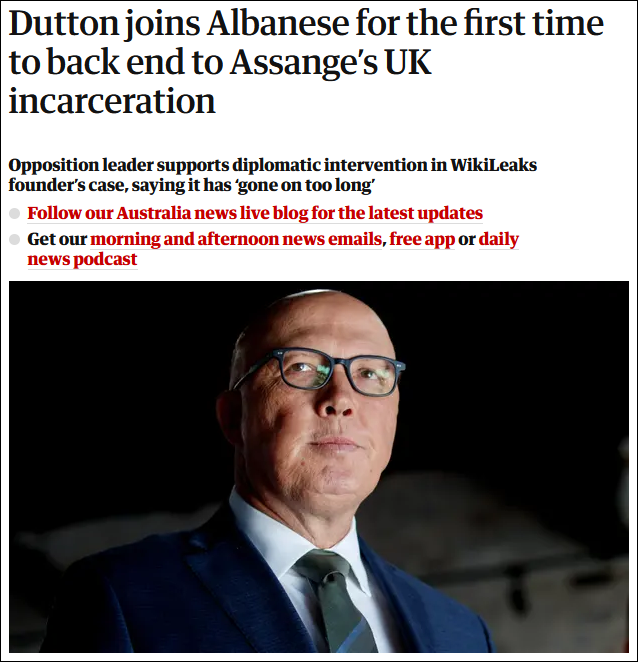 Dutton joins Albanese for the first time
to back end to Assange’s UK
incarceration
Opposition leader supports diplomatic intervention in WikiLeaks
founder’s case, saying it has ‘gone on too long’
Follow our Australia news live blog for the latest updates
Get our morning and afternoon news emails, free app or daily
news podcast